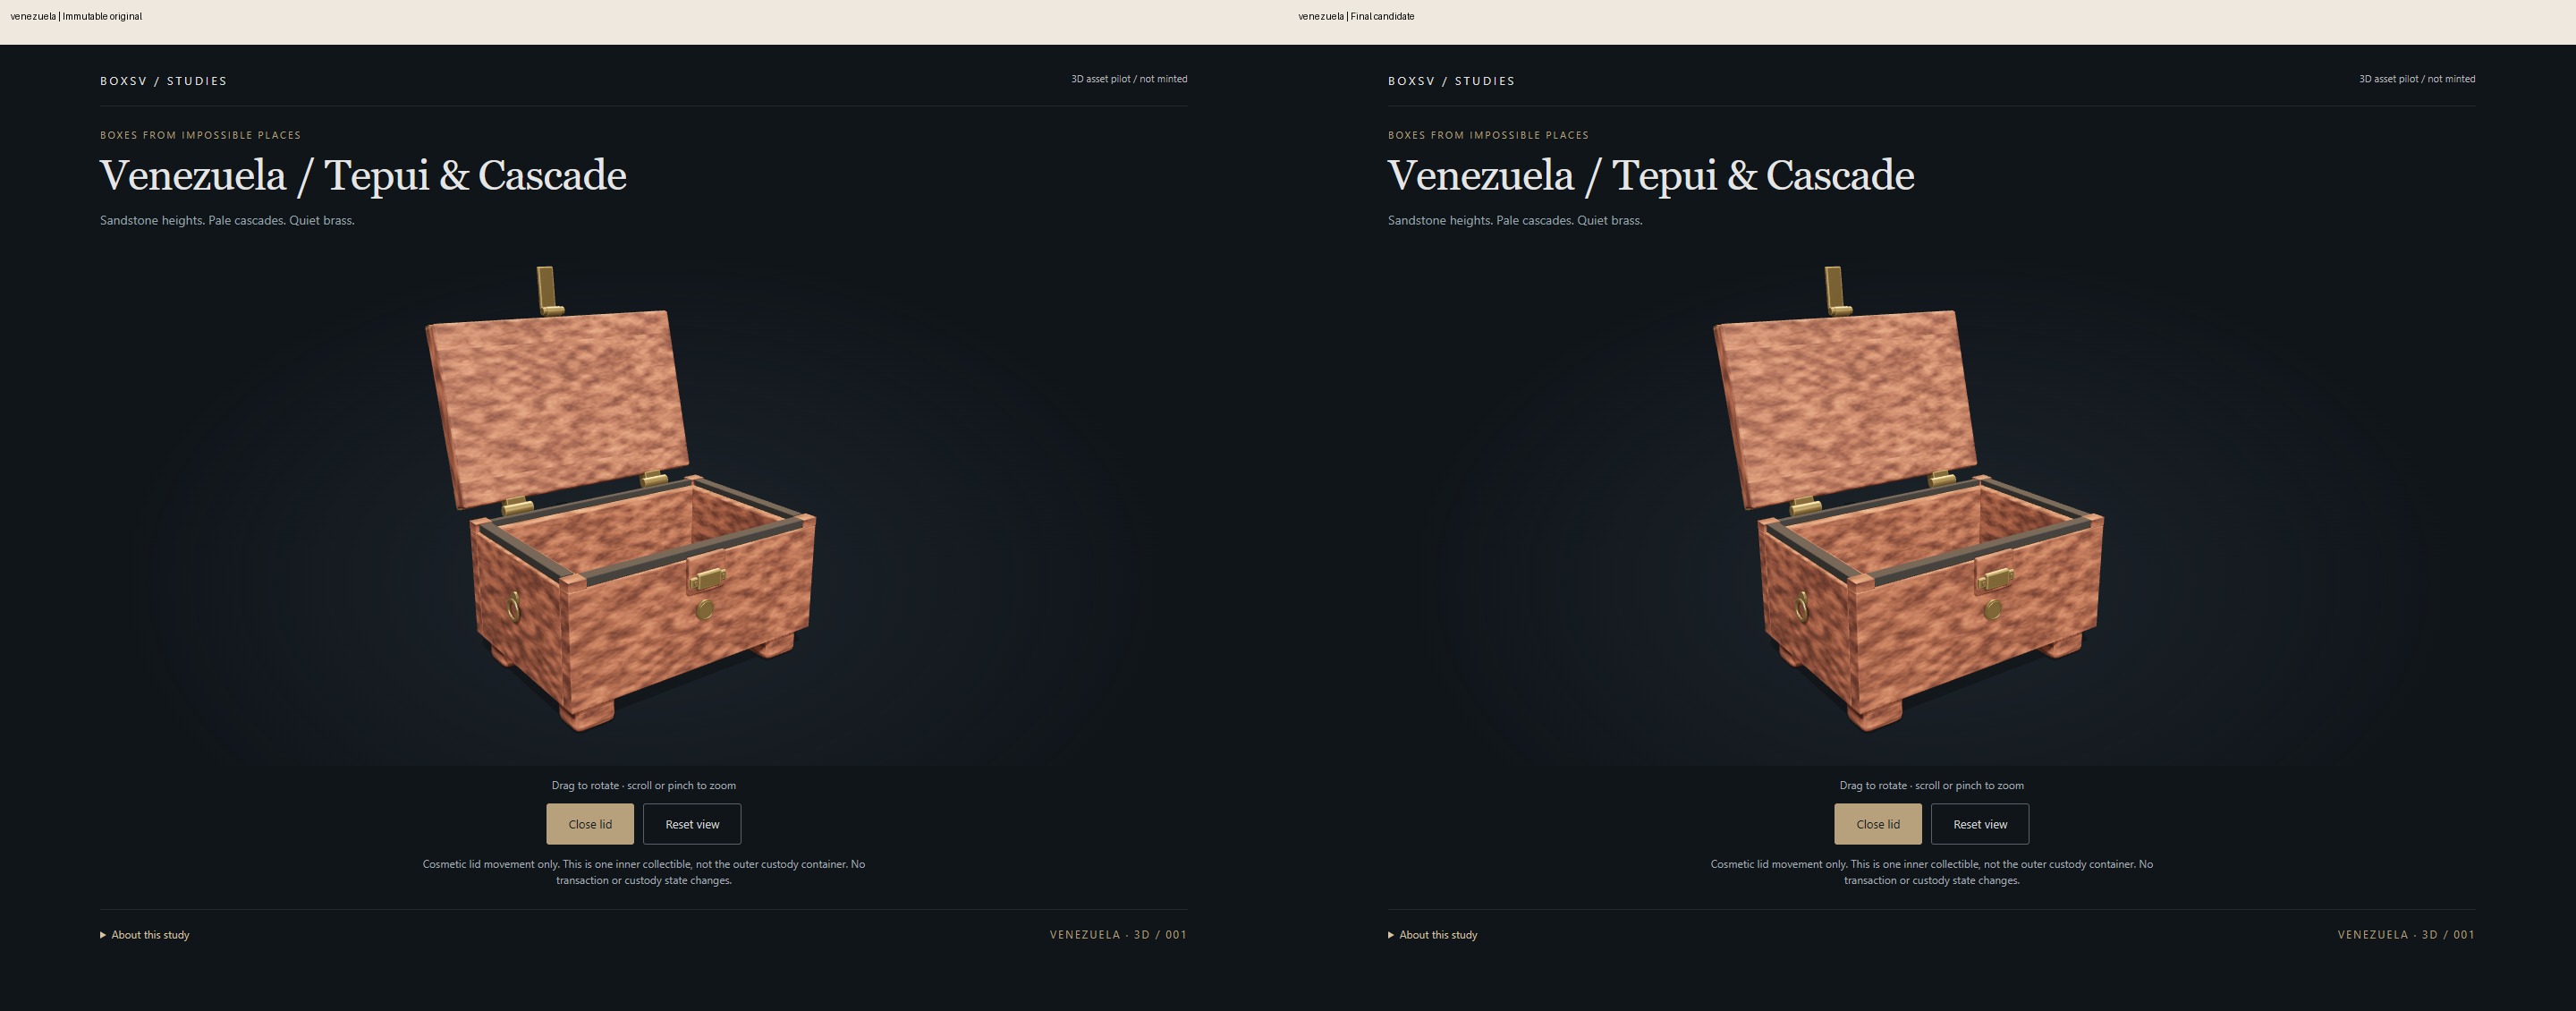 venezuela | Immutable original
venezuela | Final candidate
BOXSV / STUDIES
3D asset pilot / not minted
BOXES FROM IMPOSSIBLE PLACES
Venezuela / Tepui & Cascade
Sandstone heights. Pale cascades. Quiet brass.
Drag to rotate · scroll or pinch to zoom
Close lid
Reset view
Cosmetic lid movement only. This is one inner collectible, not the outer custody container. No
transaction or custody state changes.
About this study
VENEZUELA · 3D / 001
BOXSV / STUDIES
3D asset pilot / not minted
BOXES FROM IMPOSSIBLE PLACES
Venezuela / Tepui & Cascade
Sandstone heights. Pale cascades. Quiet brass.
Drag to rotate · scroll or pinch to zoom
Close lid
Reset view
Cosmetic lid movement only. This is one inner collectible, not the outer custody container. No
transaction or custody state changes.
About this study
VENEZUELA · 3D / 001